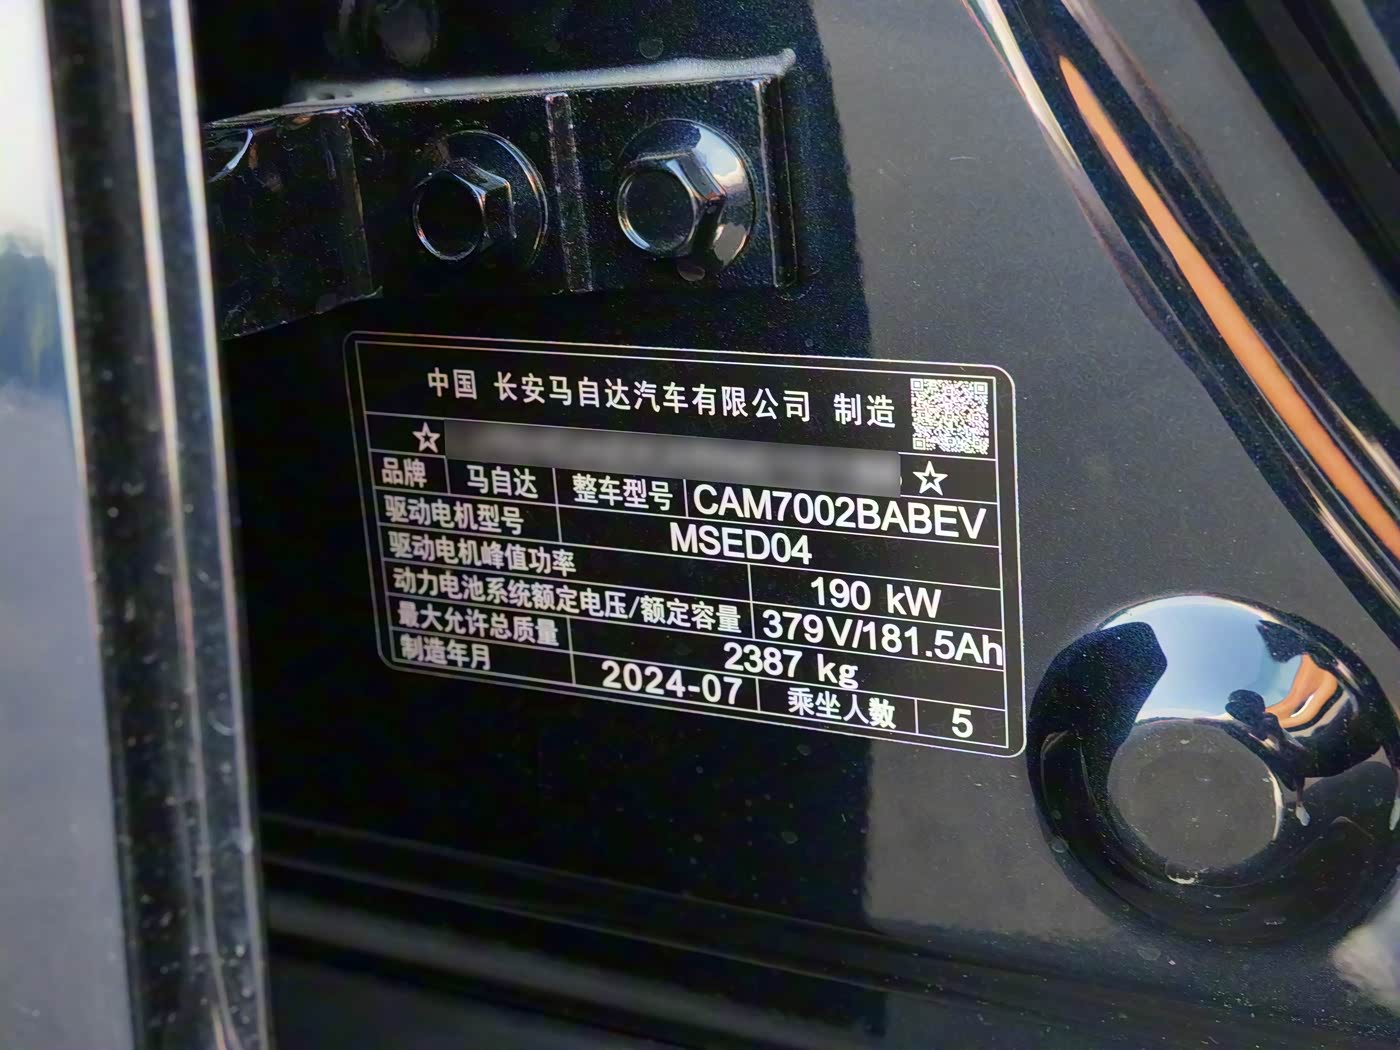 中国 长安马自达汽车有限公司 制造
☆ ☆
品牌 马自达 整车型号 CAM7002BABEV
驱动电机型号 MSED04
驱动电机峰值功率 190 kW
动力电池系统额定电压/额定容量 379V/181.5Ah
最大允许总质量 2387 kg
制造年月 2024-07 乘坐人数 5